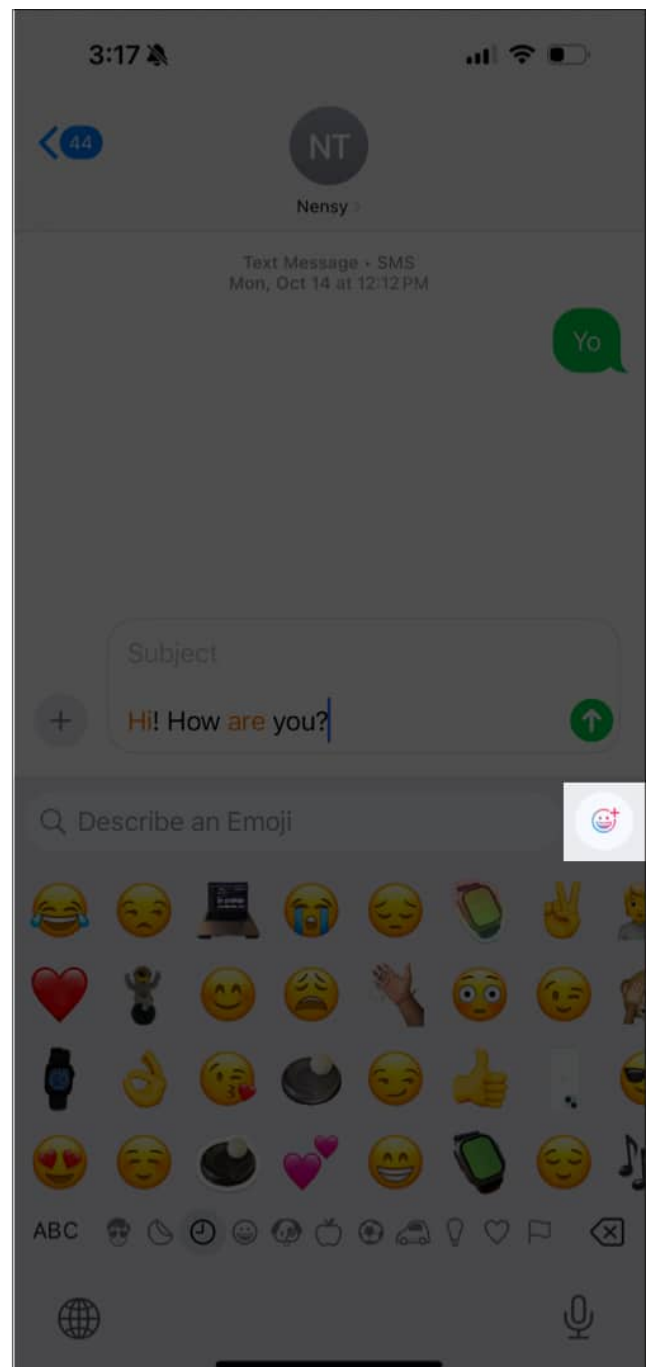 3:17
44
NT
Nensy
Text Message • SMS
Mon, Oct 14 at 12:12 PM
Yo
Subject
Hi! How are you?
Describe an Emoji
ABC